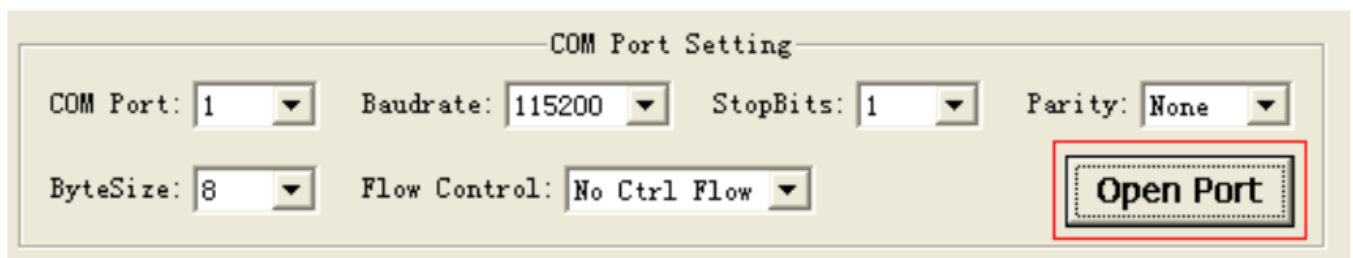 COM Port Setting
COM Port: 1 Baudrate: 115200 StopBits: 1 Parity: None
ByteSize: 8 Flow Control: No Ctrl Flow Open Port